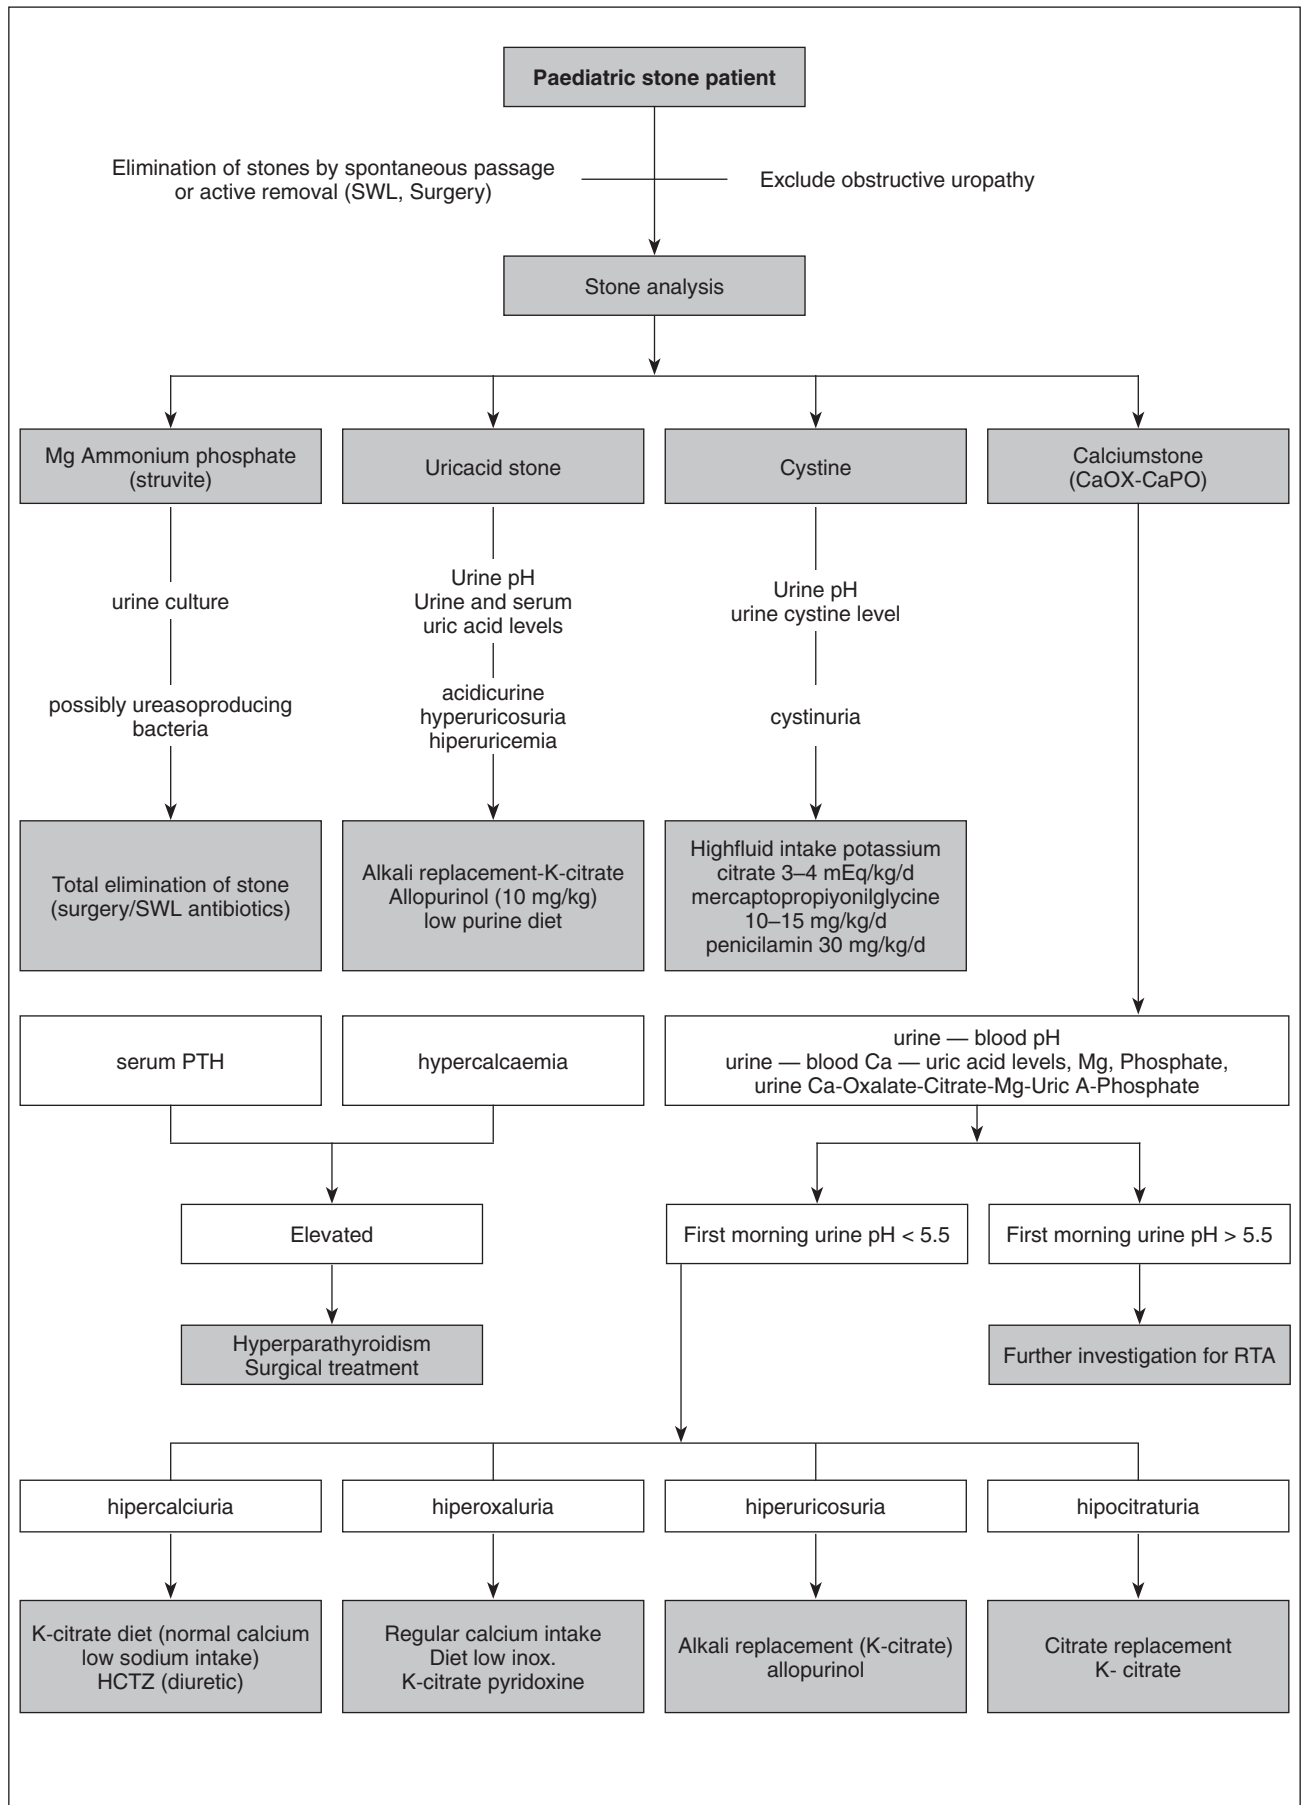 Paediatric stone patient
Elimination of stones by spontaneous passage
or active removal (SWL, Surgery)
Exclude obstructive uropathy
Stone analysis
Mg Ammonium phosphate
(struvite)
Uricacid stone
Cystine
Calciumstone
(CaOX-CaPO)
urine culture
Urine pH
Urine and serum
uric acid levels
Urine pH
urine cystine level
possibly ureasoproducing
bacteria
acidicurine
hyperuricosuria
hiperuricemia
cystinuria
Total elimination of stone
(surgery/SWL antibiotics)
Alkali replacement-K-citrate
Allopurinol (10 mg/kg)
low purine diet
Highfluid intake potassium
citrate 3–4 mEq/kg/d
mercaptopropiyonilglycine
10–15 mg/kg/d
penicilamin 30 mg/kg/d
serum PTH
hypercalcaemia
urine — blood pH
urine — blood Ca — uric acid levels, Mg, Phosphate,
urine Ca-Oxalate-Citrate-Mg-Uric A-Phosphate
Elevated
First morning urine pH < 5.5
First morning urine pH > 5.5
Hyperparathyroidism
Surgical treatment
Further investigation for RTA
hipercalciuria
hiperoxaluria
hiperuricosuria
hipocitraturia
K-citrate diet (normal calcium
low sodium intake)
HCTZ (diuretic)
Regular calcium intake
Diet low inox.
K-citrate pyridoxine
Alkali replacement (K-citrate)
allopurinol
Citrate replacement
K- citrate